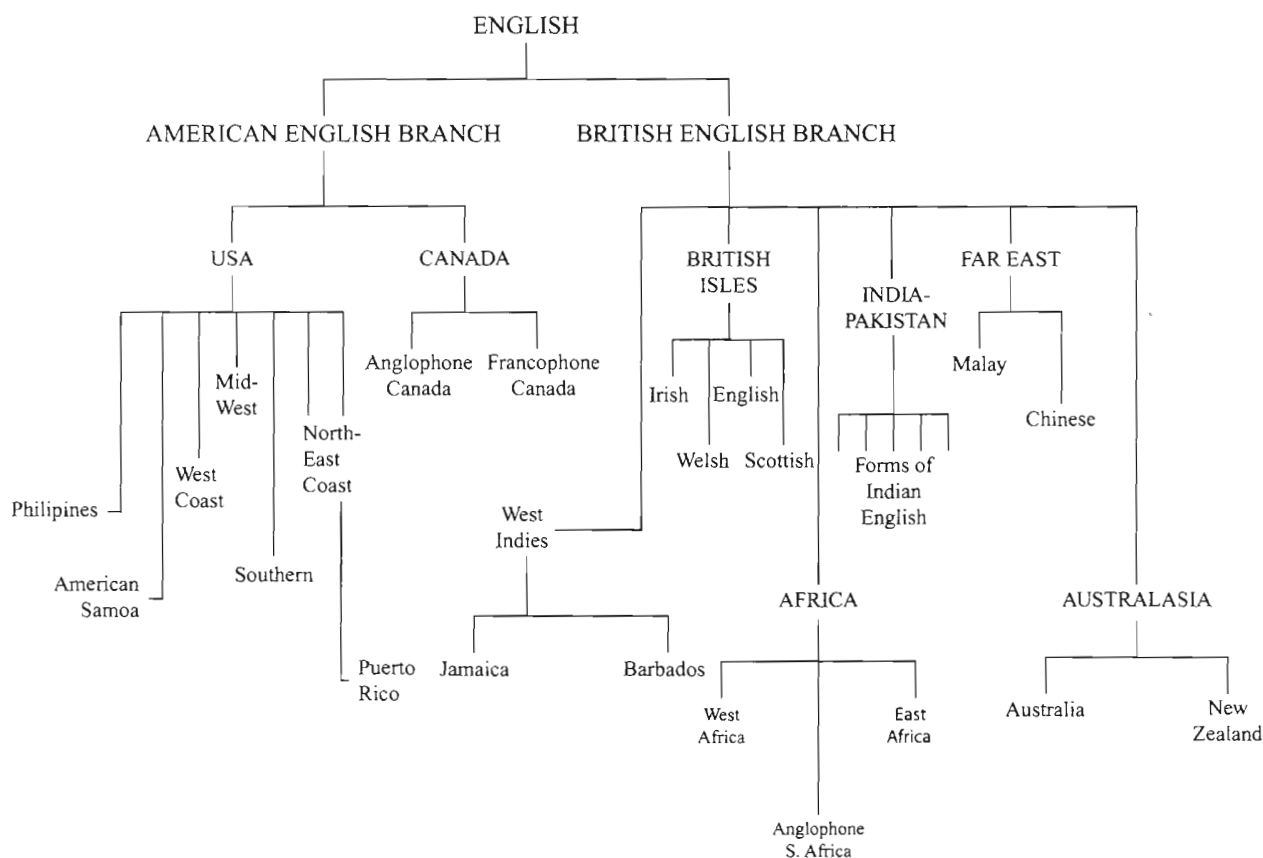 ENGLISH
AMERICAN ENGLISH BRANCH
BRITISH ENGLISH BRANCH
USA
CANADA
BRITISH
ISLES
INDIA-
PAKISTAN
FAR EAST
Anglophone
Canada
Francophone
Canada
Mid-
West
North-
East
Coast
West
Coast
Philipines
American
Samoa
Southern
Puerto
Rico
Irish
English
Welsh
Scottish
Forms of
Indian
English
Malay
Chinese
West
Indies
Jamaica
Barbados
AFRICA
West
Africa
East
Africa
Anglophone
S. Africa
AUSTRALASIA
Australia
New
Zealand